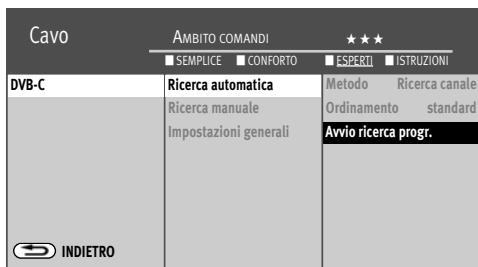 Cavo AMBITO COMANDI ★★★
SEMPLICE CONFORTO ESPERTI ISTRUZIONI
DVB-C Ricerca automatica Metodo Ricerca canale
Ricerca manuale Ordinamento standard
Impostazioni generali Avvio ricerca progr.
INDIETRO